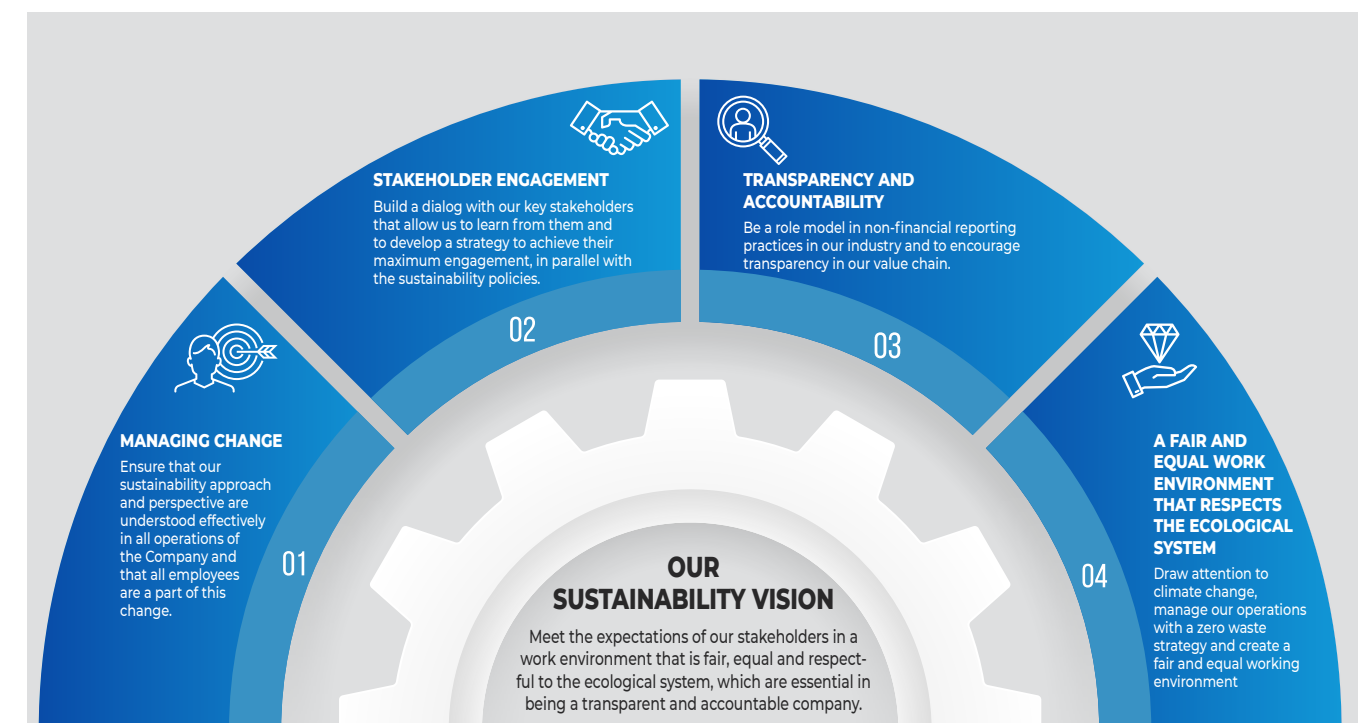 STAKEHOLDER ENGAGEMENT
Build a dialog with our key stakeholders
that allow us to learn from them and
to develop a strategy to achieve their
maximum engagement, in parallel with
the sustainability policies.
02
TRANSPARENCY AND
ACCOUNTABILITY
Be a role model in non-financial reporting
practices in our industry and to encourage
transparency in our value chain.
03
MANAGING CHANGE
Ensure that our
sustainability approach
and perspective are
understood effectively
in all operations of
the Company and
that all employees
are a part of this
change.
01
A FAIR AND
EQUAL WORK
ENVIRONMENT
THAT RESPECTS
THE ECOLOGICAL
SYSTEM
Draw attention to
climate change,
manage our operations
with a zero waste
strategy and create a
fair and equal working
environment
04
OUR
SUSTAINABILITY VISION
Meet the expectations of our stakeholders in a
work environment that is fair, equal and respect-
ful to the ecological system, which are essential in
being a transparent and accountable company.